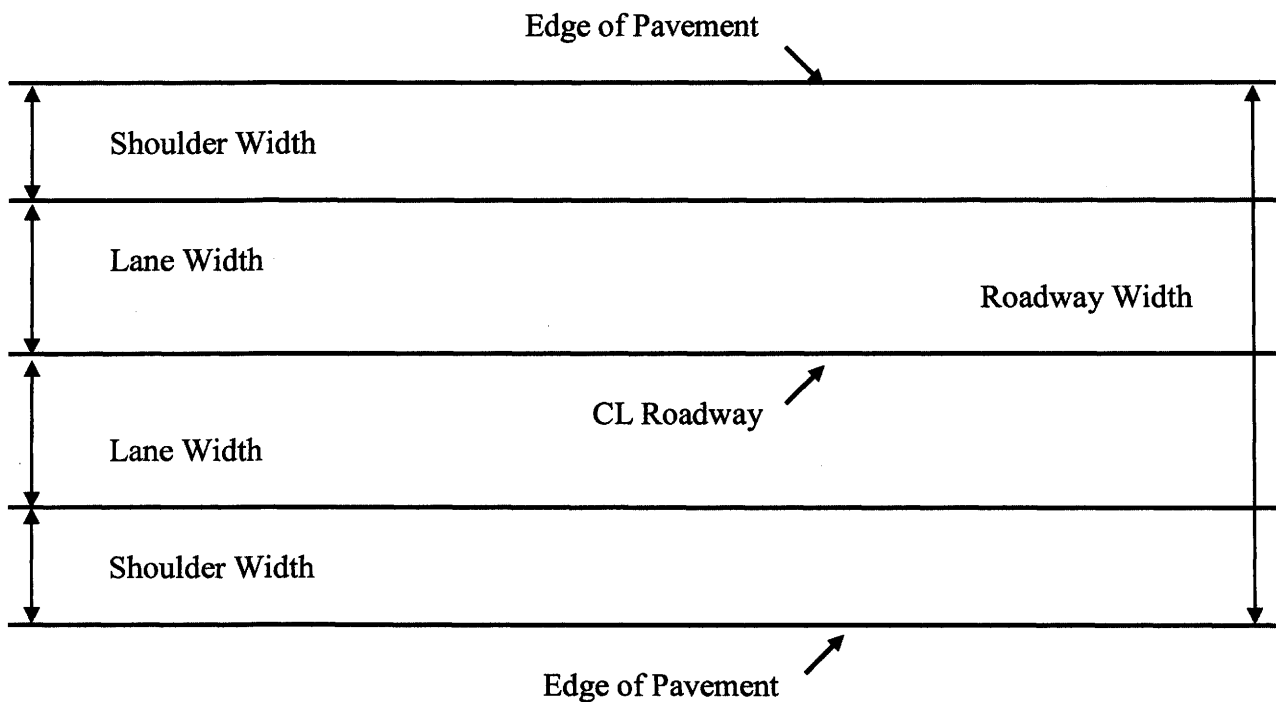 Edge of Pavement
Shoulder Width
Lane Width
Roadway Width
CL Roadway
Lane Width
Shoulder Width
Edge of Pavement